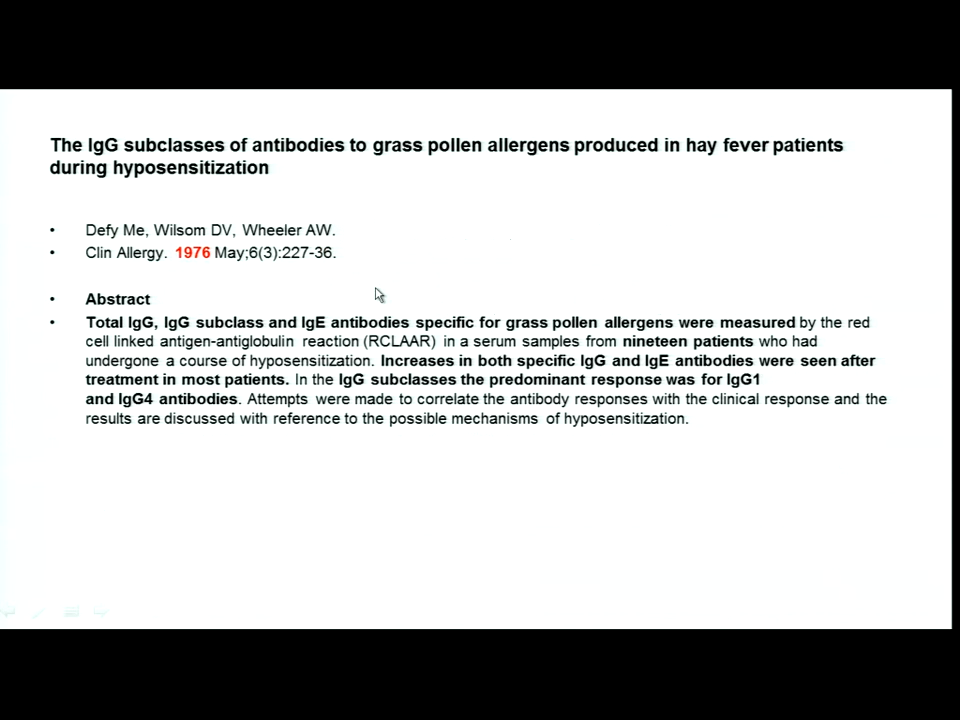 The IgG subclasses of antibodies to grass pollen allergens produced in hay fever patients
during hyposensitization
• Defy Me, Wilsom DV, Wheeler AW.
• Clin Allergy. 1976 May;6(3):227-36.
• Abstract
• Total IgG, IgG subclass and IgE antibodies specific for grass pollen allergens were measured by the red
cell linked antigen-antiglobulin reaction (RCLAAR) in a serum samples from nineteen patients who had
undergone a course of hyposensitization. Increases in both specific IgG and IgE antibodies were seen after
treatment in most patients. In the IgG subclasses the predominant response was for IgG1
and IgG4 antibodies. Attempts were made to correlate the antibody responses with the clinical response and the
results are discussed with reference to the possible mechanisms of hyposensitization.